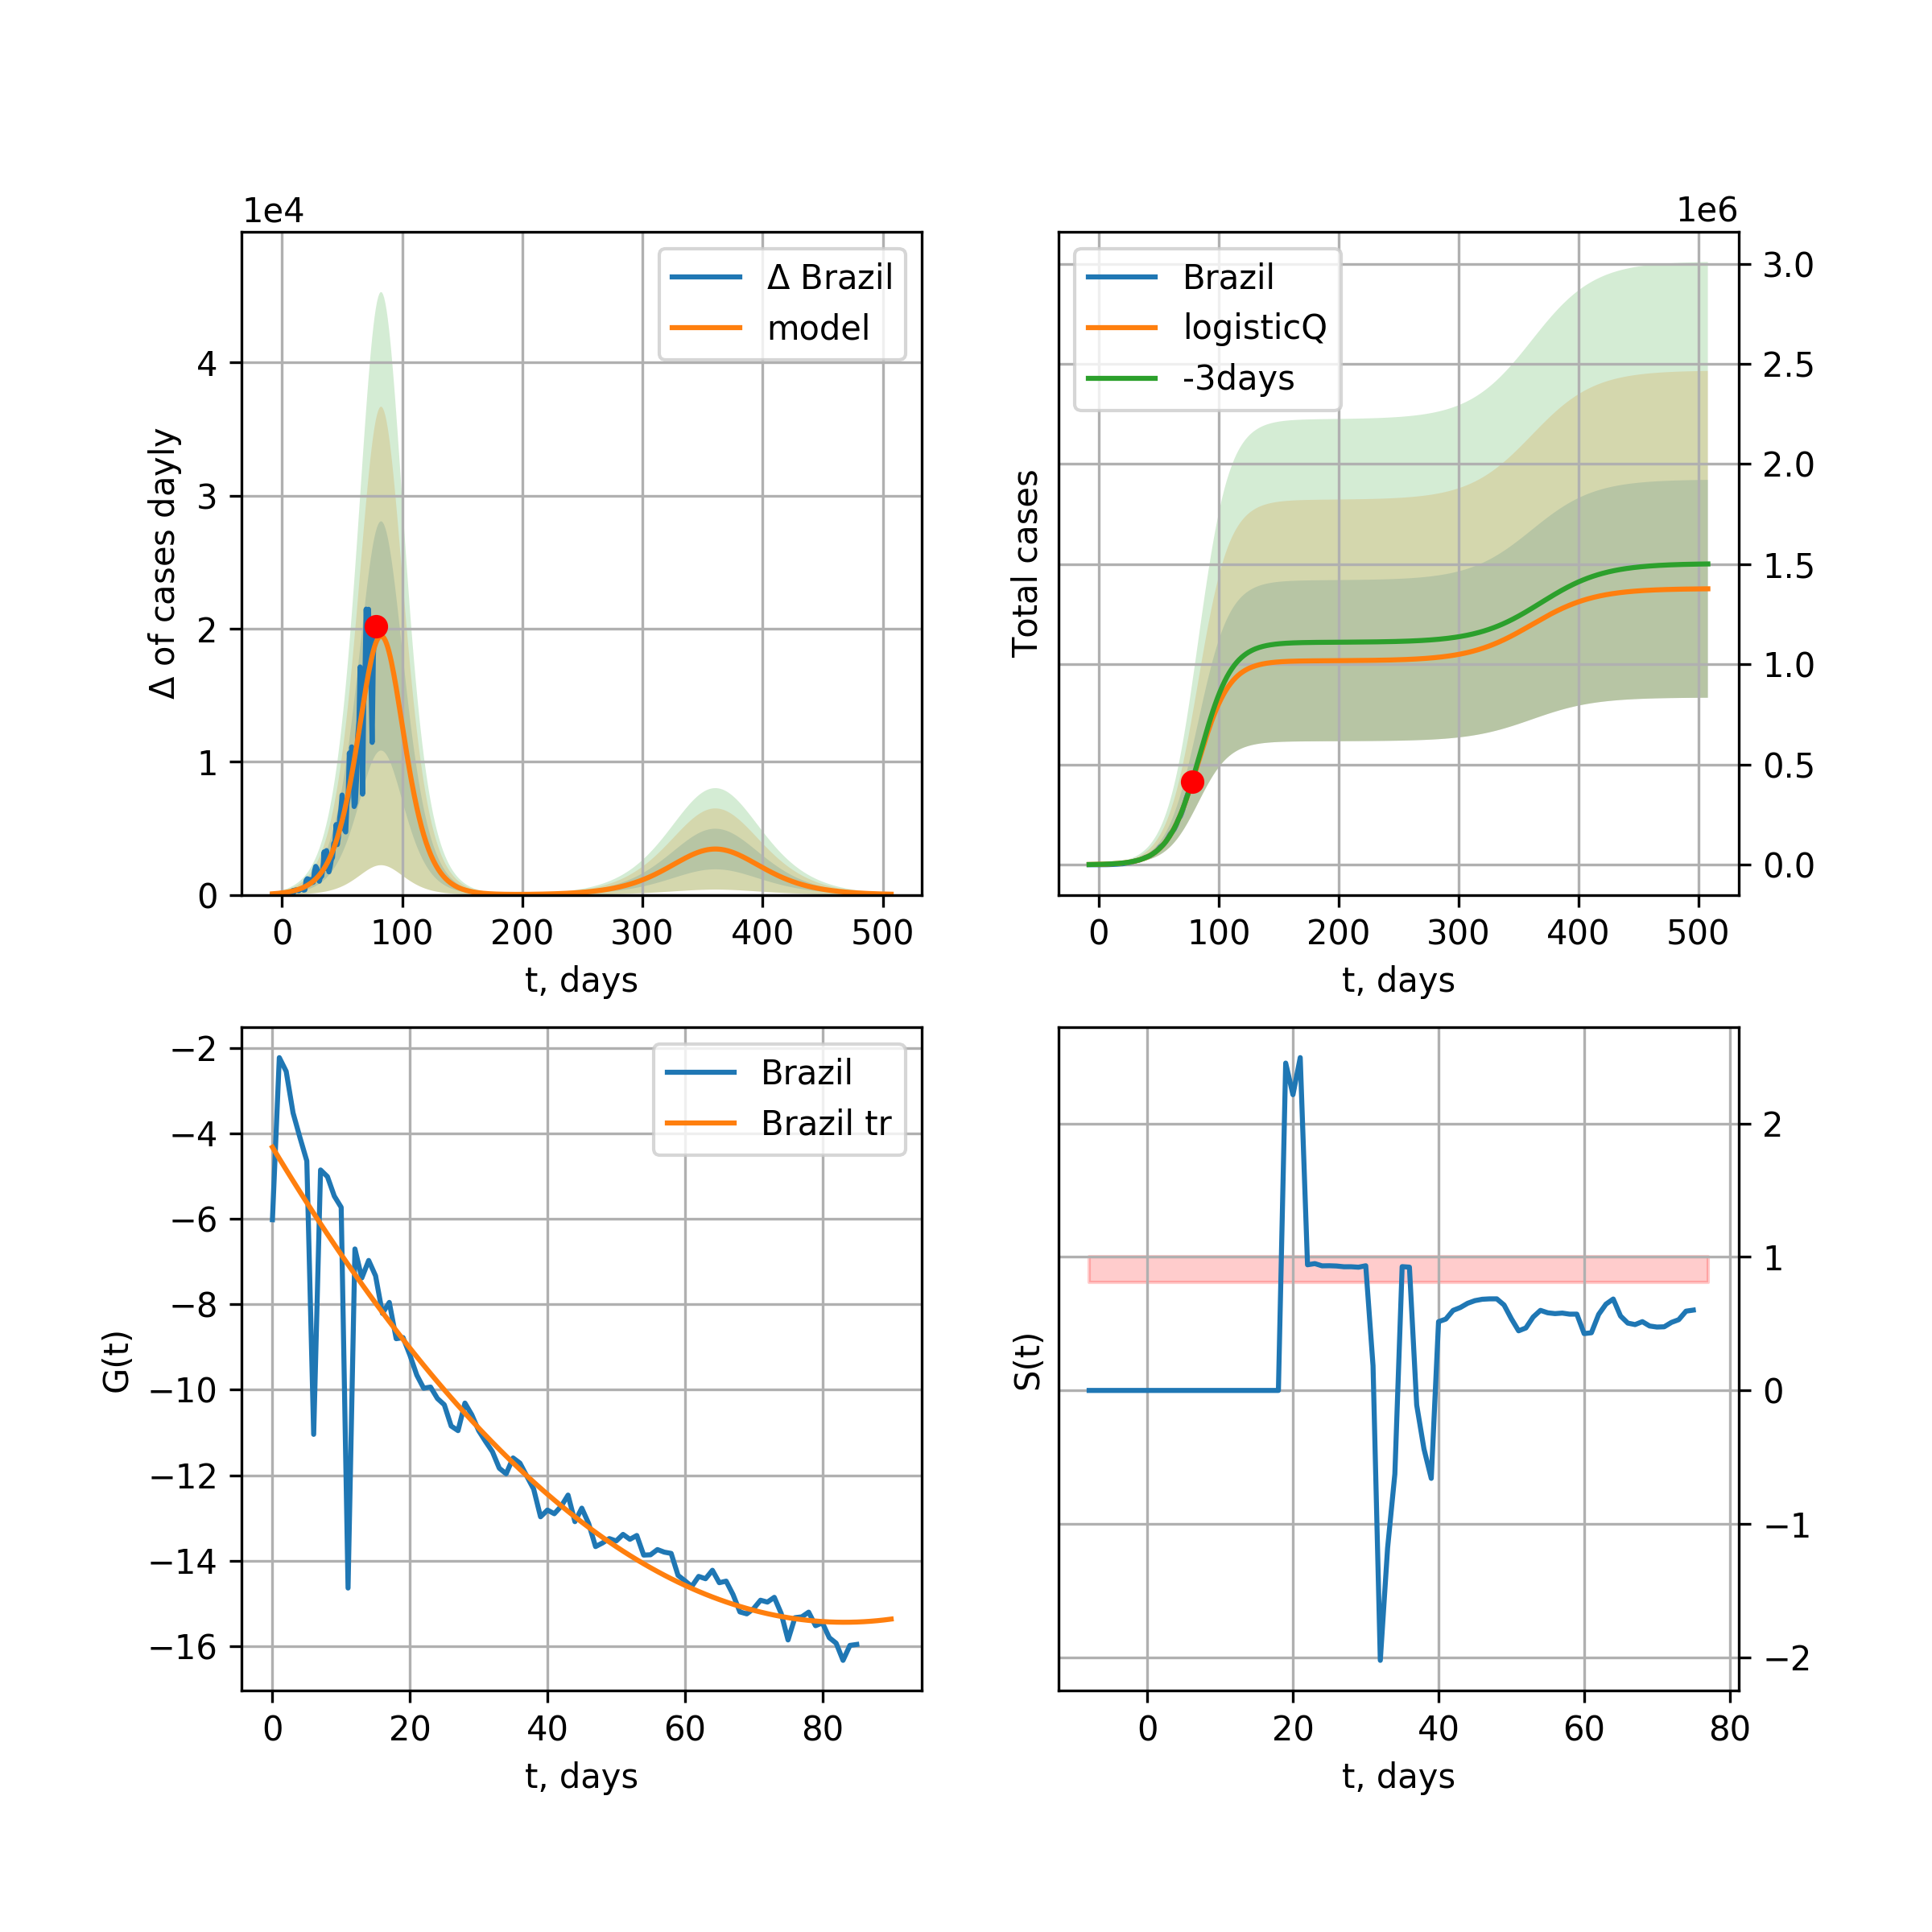 1e4
Δ of cases dayly
4
3
2
1
0
Δ Brazil
model
0 100 200 300 400 500
t, days
1e6
Total cases
Brazil
logisticQ
-3days
3.0
2.5
2.0
1.5
1.0
0.5
0.0
0 100 200 300 400 500
t, days
G(t)
−2
−4
−6
−8
−10
−12
−14
−16
Brazil
Brazil tr
0 20 40 60 80
t, days
S(t)
2
1
0
−1
−2
0 20 40 60 80
t, days